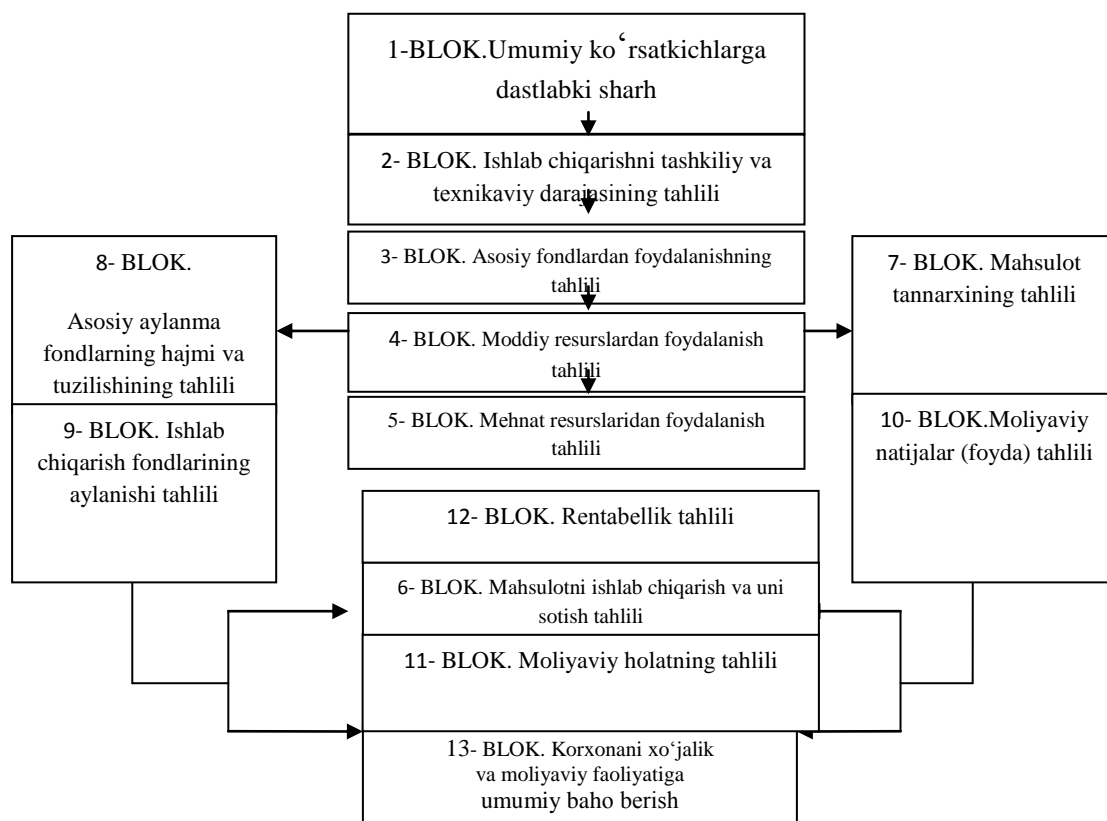 1-BLOK.Umumiy ko‘rsatkichlarga
dastlabki sharh
2- BLOK. Ishlab chiqarishni tashkiliy va
texnikaviy darajasining tahlili
3- BLOK. Asosiy fondlardan foydalanishning
tahlili
8- BLOK.
Asosiy aylanma
fondlarning hajmi va
tuzilishining tahlili
7- BLOK. Mahsulot
tannarxining tahlili
4- BLOK. Moddiy resurslardan foydalanish
tahlili
5- BLOK. Mehnat resurslaridan foydalanish
tahlili
9- BLOK. Ishlab
chiqarish fondlarining
aylanishi tahlili
10- BLOK.Moliyaviy
natijalar (foyda) tahlili
12- BLOK. Rentabellik tahlili
6- BLOK. Mahsulotni ishlab chiqarish va uni
sotish tahlili
11- BLOK. Moliyaviy holatning tahlili
13- BLOK. Korxonani xo‘jalik
va moliyaviy faoliyatiga
umumiy baho berish